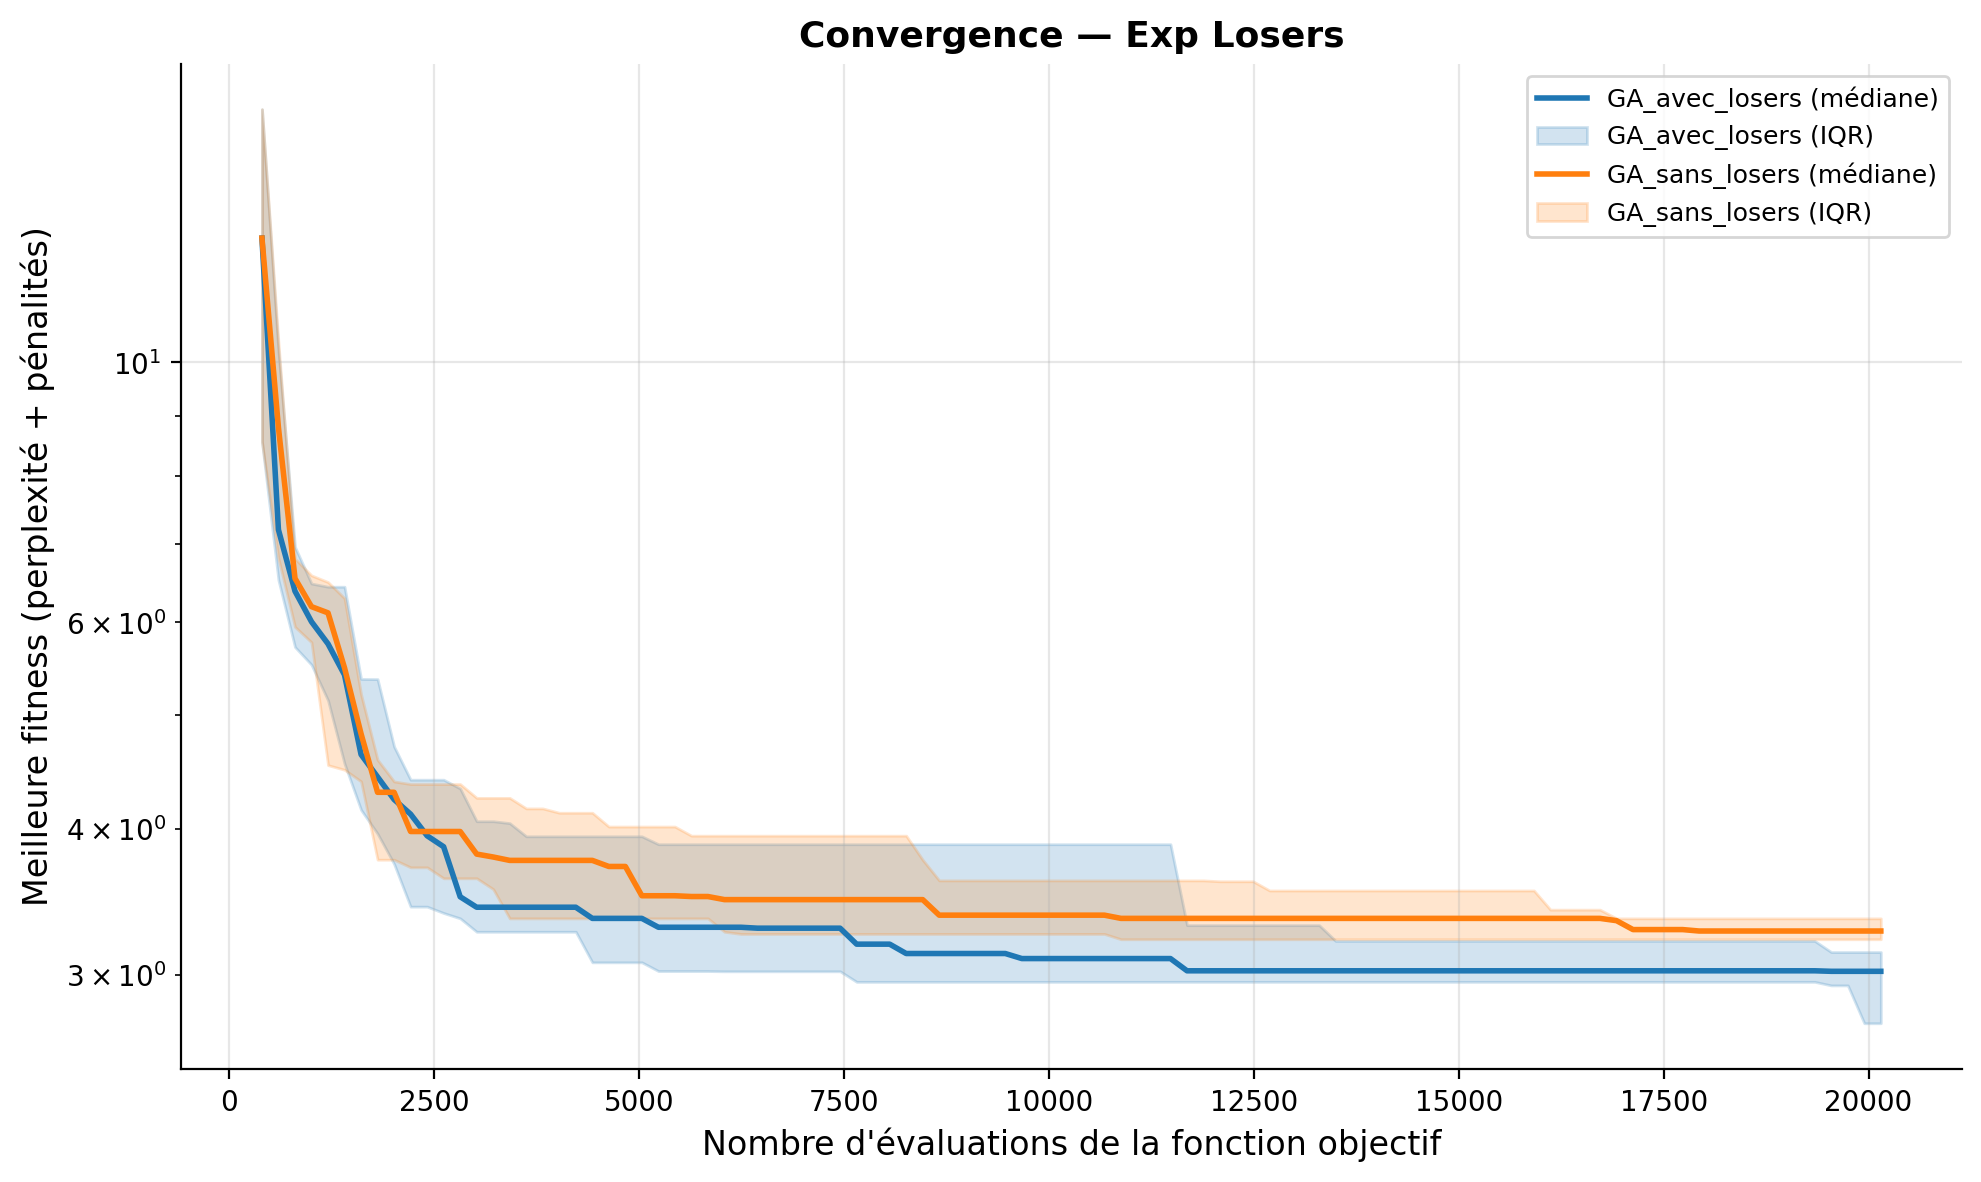 Convergence — Exp Losers
GA_avec_losers (médiane)
GA_avec_losers (IQR)
GA_sans_losers (médiane)
GA_sans_losers (IQR)
Meilleure fitness (perplexité + pénalités)
10¹
6 × 10⁰
4 × 10⁰
3 × 10⁰
0 2500 5000 7500 10000 12500 15000 17500 20000
Nombre d'évaluations de la fonction objectif